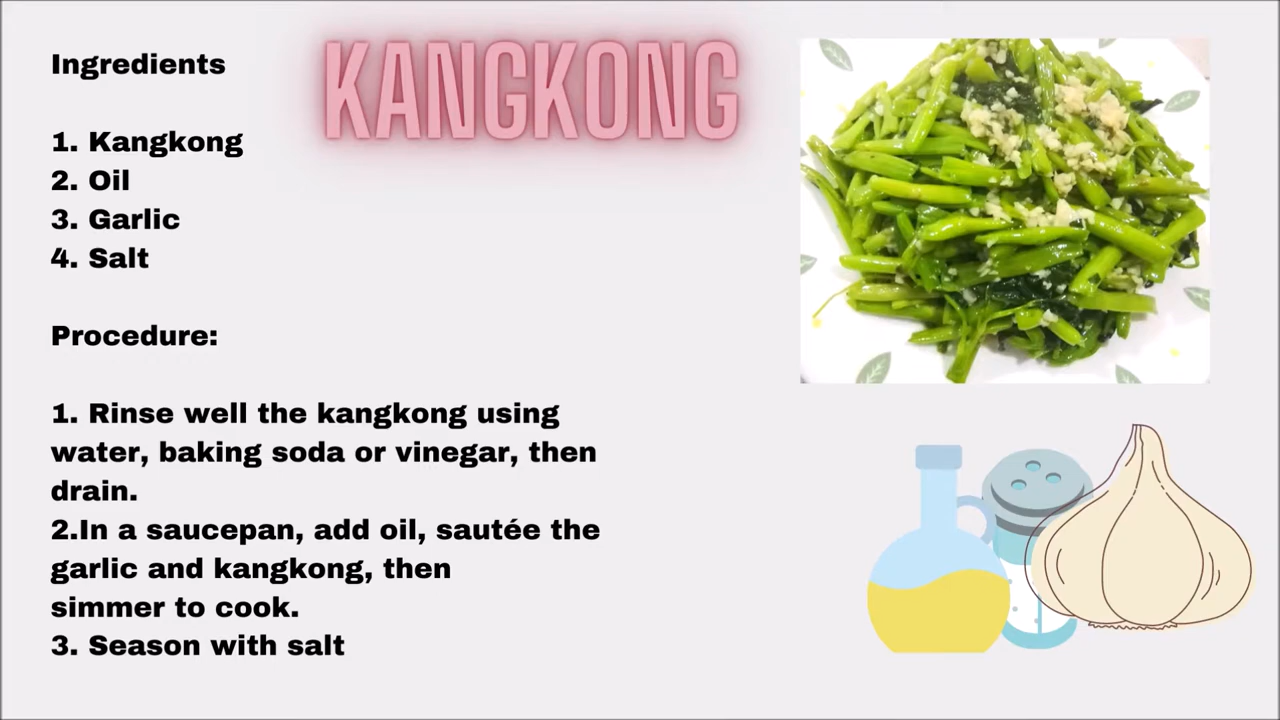 KANGKONG
Ingredients
1. Kangkong
2. Oil
3. Garlic
4. Salt
Procedure:
1. Rinse well the kangkong using
water, baking soda or vinegar, then
drain.
2.In a saucepan, add oil, sautée the
garlic and kangkong, then
simmer to cook.
3. Season with salt